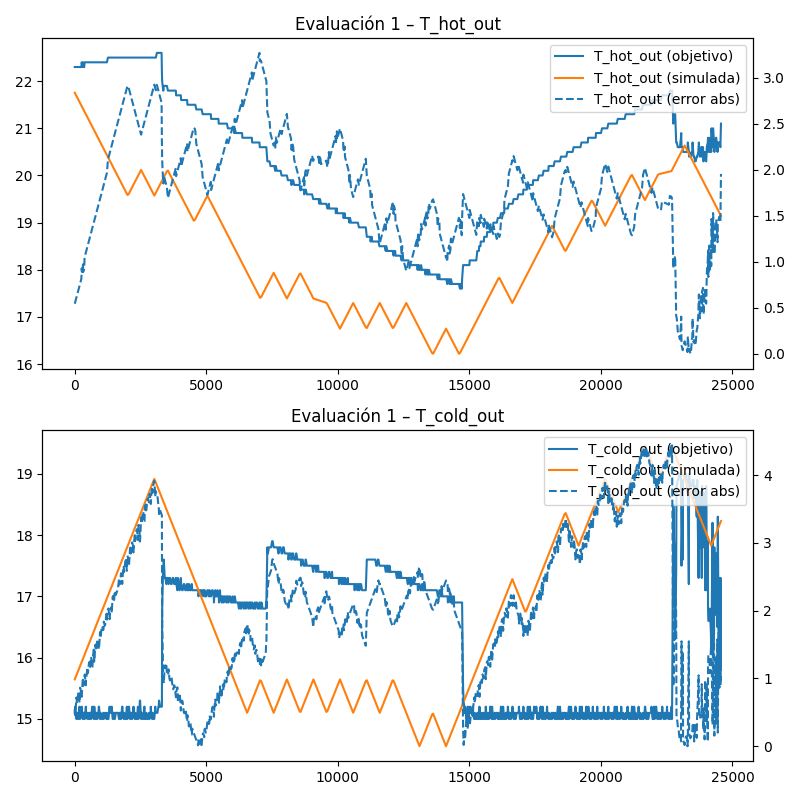 Evaluación 1 – T_hot_out
T_hot_out (objetivo)
T_hot_out (simulada)
T_hot_out (error abs)
22
21
20
19
18
17
16
3.0
2.5
2.0
1.5
1.0
0.5
0.0
0 5000 10000 15000 20000 25000
Evaluación 1 – T_cold_out
T_cold_out (objetivo)
T_cold_out (simulada)
T_cold_out (error abs)
19
18
17
16
15
4
3
2
1
0
0 5000 10000 15000 20000 25000